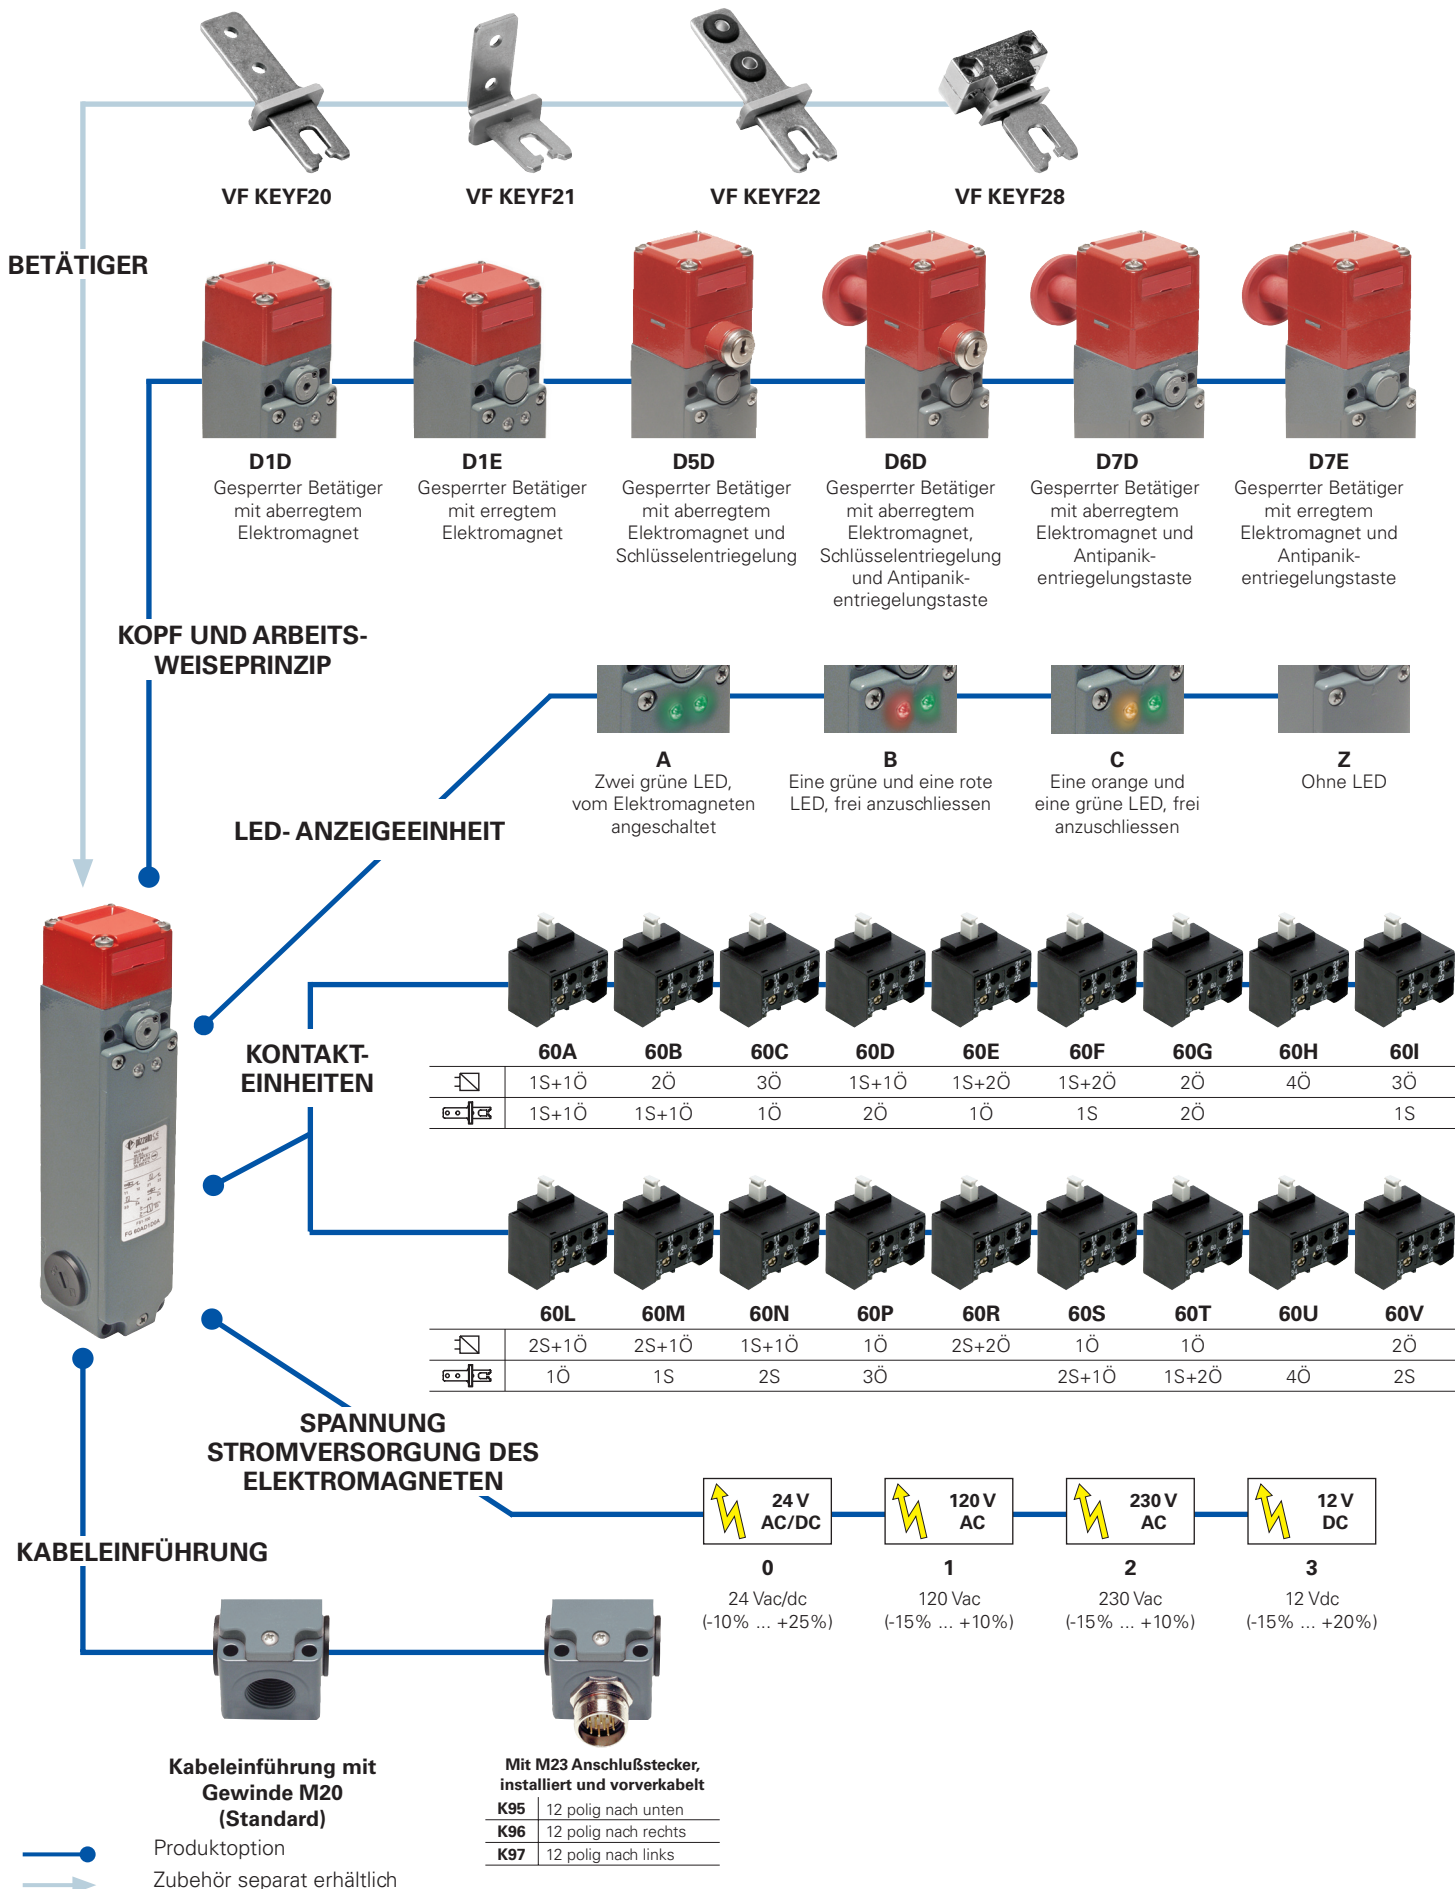 VF KEYF20 VF KEYF21 VF KEYF22 VF KEYF28
BETÄTIGER
D1D
Gesperrter Betätiger
mit aberregtem
Elektromagnet
D1E
Gesperrter Betätiger
mit erregtem
Elektromagnet
D5D
Gesperrter Betätiger
mit aberregtem
Elektromagnet und
Schlüsselentriegelung
D6D
Gesperrter Betätiger
mit aberregtem
Elektromagnet,
Schlüsselentriegelung
und Antipanik-
entriegelungstaste
D7D
Gesperrter Betätiger
mit aberregtem
Elektromagnet und
Antipanik-
entriegelungstaste
D7E
Gesperrter Betätiger
mit erregtem
Elektromagnet und
Antipanik-
entriegelungstaste
KOPF UND ARBEITS-
WEISEPRINZIP
A
Zwei grüne LED,
vom Elektromagneten
angeschaltet
B
Eine grüne und eine rote
LED, frei anzuschliessen
C
Eine orange und
eine grüne LED, frei
anzuschliessen
Z
Ohne LED
LED- ANZEIGEEINHEIT
KONTAKT-
EINHEITEN
60A 60B 60C 60D 60E 60F 60G 60H 60I
1S+1Ö 2Ö 3Ö 1S+1Ö 1S+2Ö 1S+2Ö 2Ö 4Ö 3Ö
1S+1Ö 1S+1Ö 1Ö 2Ö 1Ö 1S 2Ö 1S
pizzato
FG 60AD1D0A
60L 60M 60N 60P 60R 60S 60T 60U 60V
2S+1Ö 2S+1Ö 1S+1Ö 1Ö 2S+2Ö 1Ö 1Ö 2Ö
1Ö 1S 2S 3Ö 2S+1Ö 1S+2Ö 4Ö 2S
SPANNUNG
STROMVERSORGUNG DES
ELEKTROMAGNETEN
24 V
AC/DC
0
24 Vac/dc
(-10% ... +25%)
120 V
AC
1
120 Vac
(-15% ... +10%)
230 V
AC
2
230 Vac
(-15% ... +10%)
12 V
DC
3
12 Vdc
(-15% ... +20%)
KABELEINFÜHRUNG
Kabeleinführung mit
Gewinde M20
(Standard)
Mit M23 Anschlußstecker,
installiert und vorverkabelt
K95 12 polig nach unten
K96 12 polig nach rechts
K97 12 polig nach links
Produktoption
Zubehör separat erhältlich